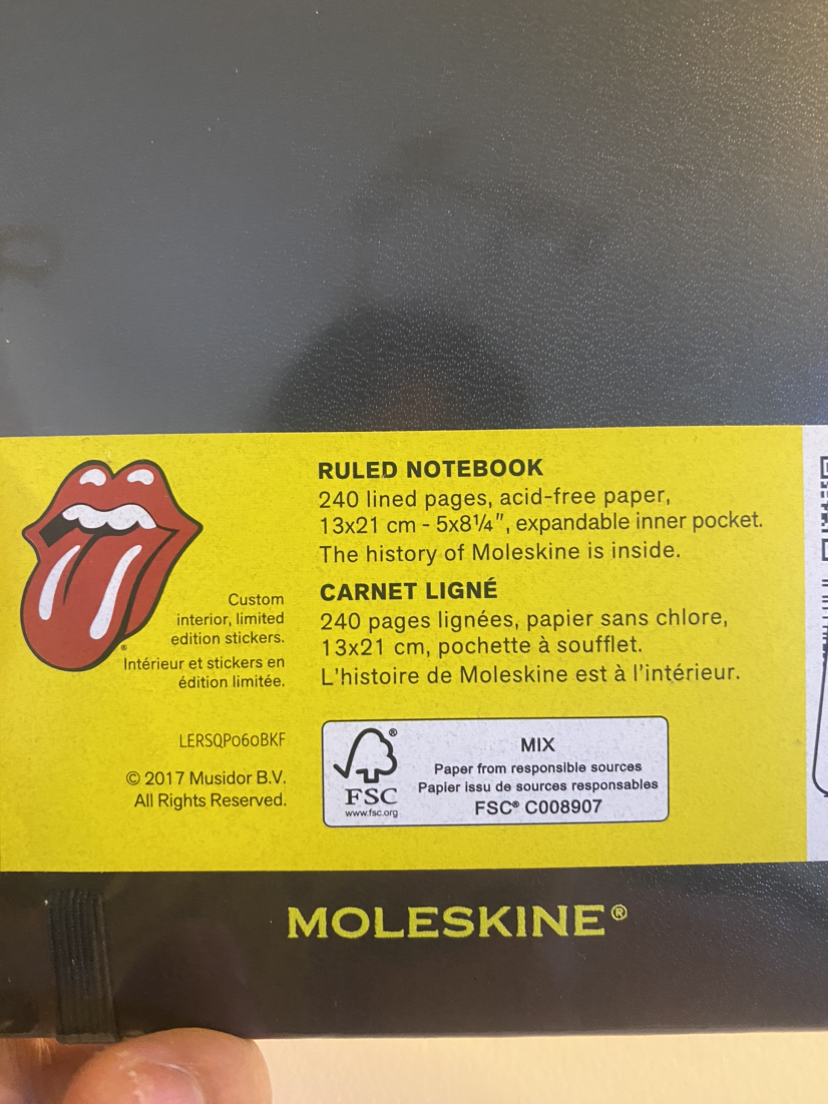 RULED NOTEBOOK
240 lined pages, acid-free paper,
13x21 cm - 5x8¼", expandable inner pocket.
The history of Moleskine is inside.
CARNET LIGNÉ
240 pages lignées, papier sans chlore,
13x21 cm, pochette à soufflet.
L'histoire de Moleskine est à l'intérieur.
Custom
interior, limited
edition stickers.
Intérieur et stickers en
édition limitée.
LERSQP060BKF
© 2017 Musidor B.V.
All Rights Reserved.
®
FSC
www.fsc.org
MIX
Paper from responsible sources
Papier issu de sources responsables
FSC® C008907
MOLESKINE®